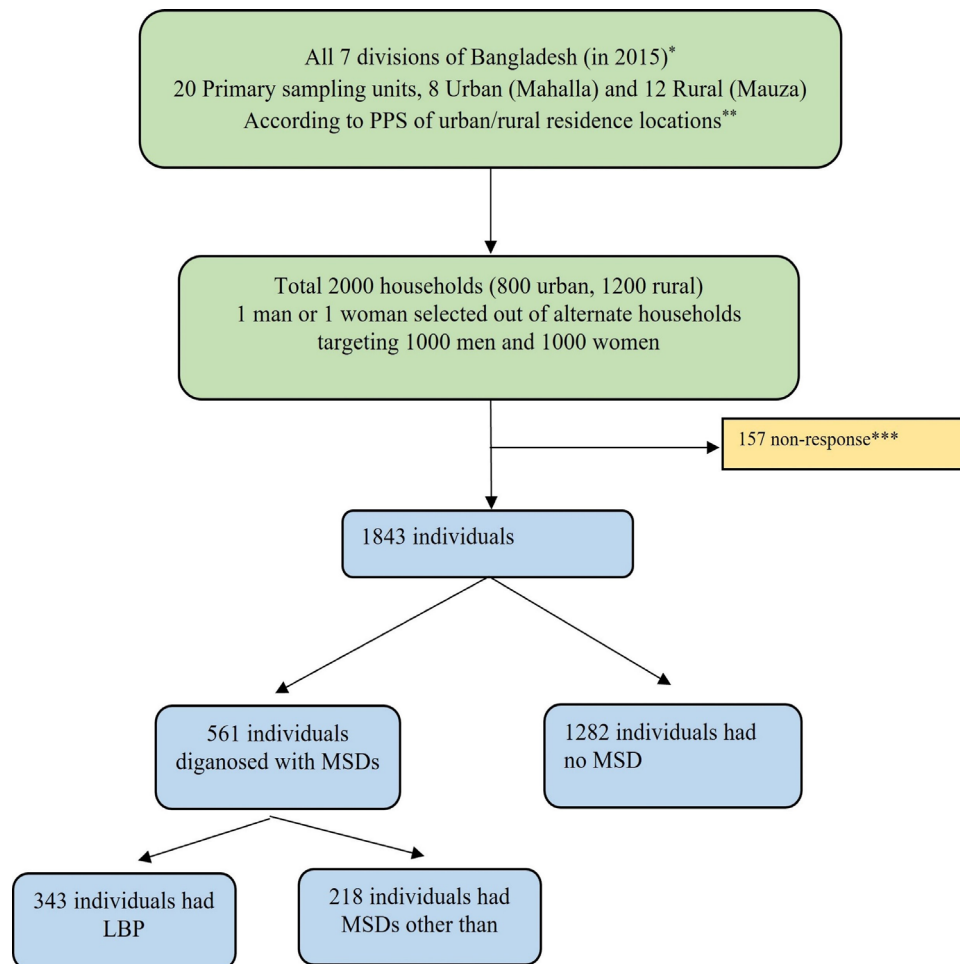 All 7 divisions of Bangladesh (in 2015)*
20 Primary sampling units, 8 Urban (Mahalla) and 12 Rural (Mauza)
According to PPS of urban/rural residence locations**
Total 2000 households (800 urban, 1200 rural)
1 man or 1 woman selected out of alternate households
targeting 1000 men and 1000 women
157 non-response***
1843 individuals
561 individuals
diganosed with MSDs
1282 individuals had
no MSD
343 individuals had
LBP
218 individuals had
MSDs other than